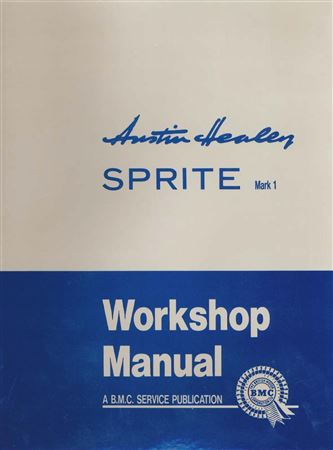 Austin Healey
SPRITE Mark 1
Workshop
Manual
A B.M.C. SERVICE PUBLICATION
BMC